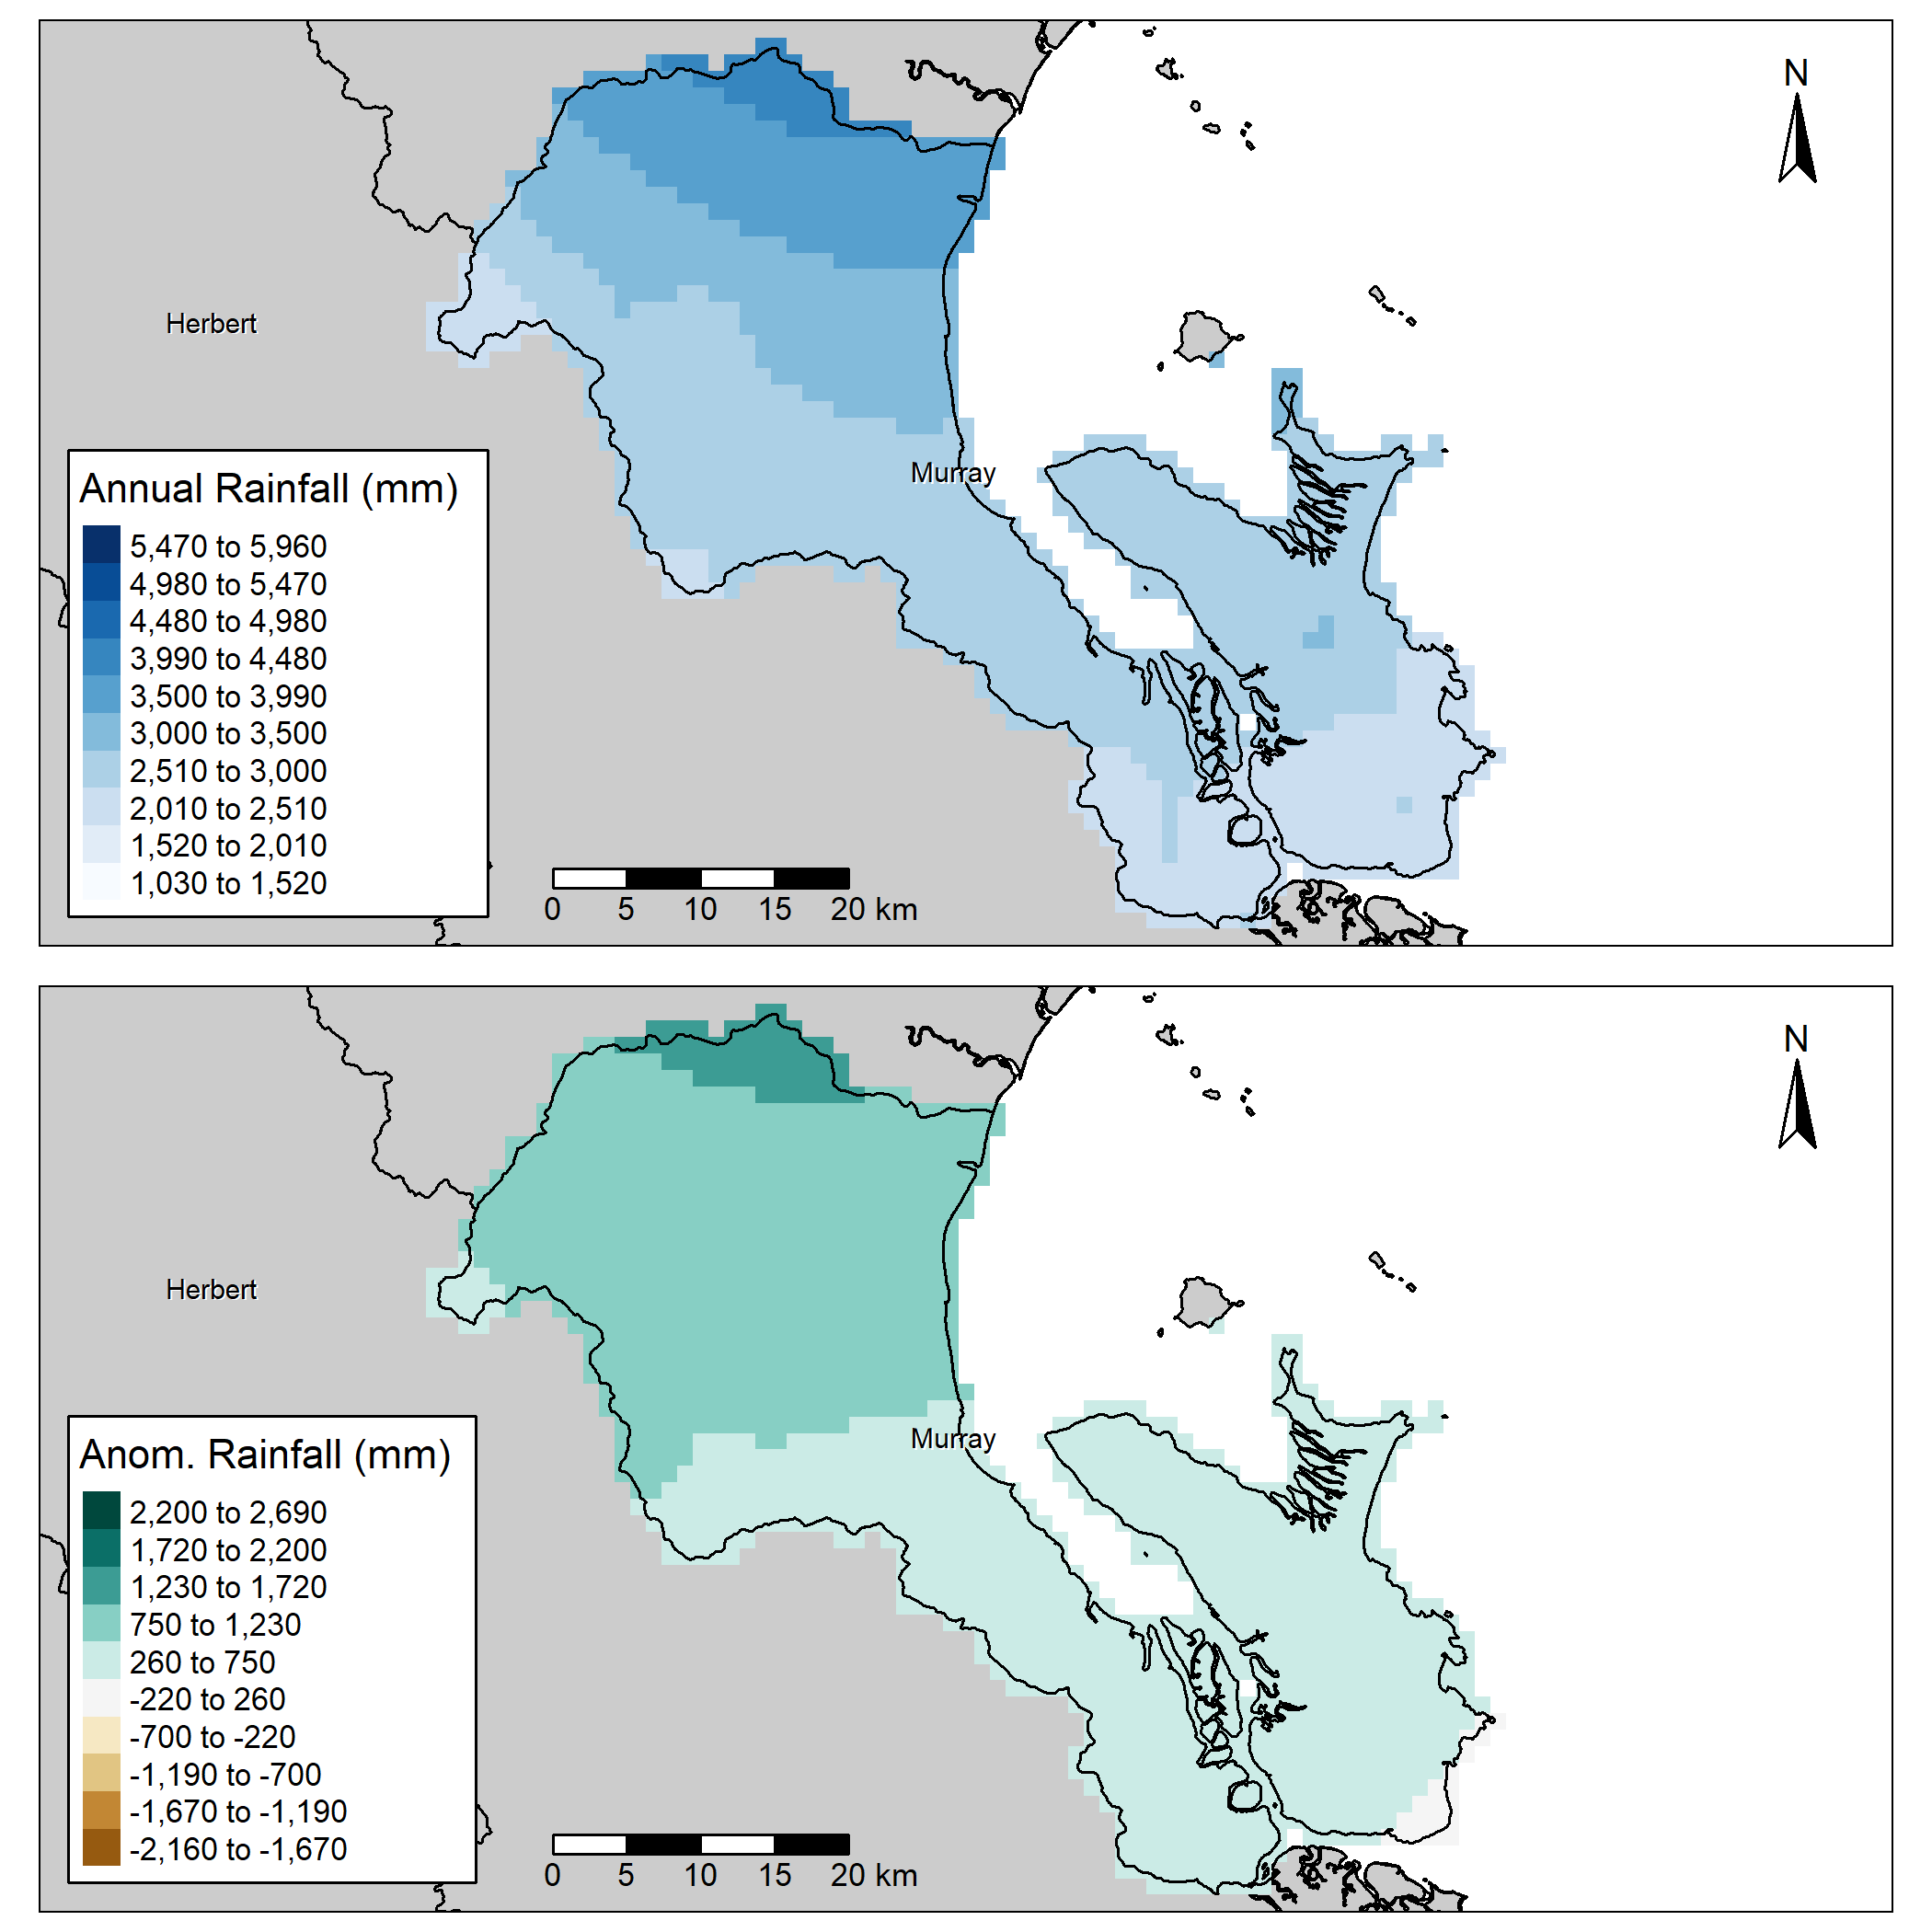 N
Herbert
Murray
Annual Rainfall (mm)
5,470 to 5,960
4,980 to 5,470
4,480 to 4,980
3,990 to 4,480
3,500 to 3,990
3,000 to 3,500
2,510 to 3,000
2,010 to 2,510
1,520 to 2,010
1,030 to 1,520
0 5 10 15 20 km
N
Herbert
Murray
Anom. Rainfall (mm)
2,200 to 2,690
1,720 to 2,200
1,230 to 1,720
750 to 1,230
260 to 750
-220 to 260
-700 to -220
-1,190 to -700
-1,670 to -1,190
-2,160 to -1,670
0 5 10 15 20 km